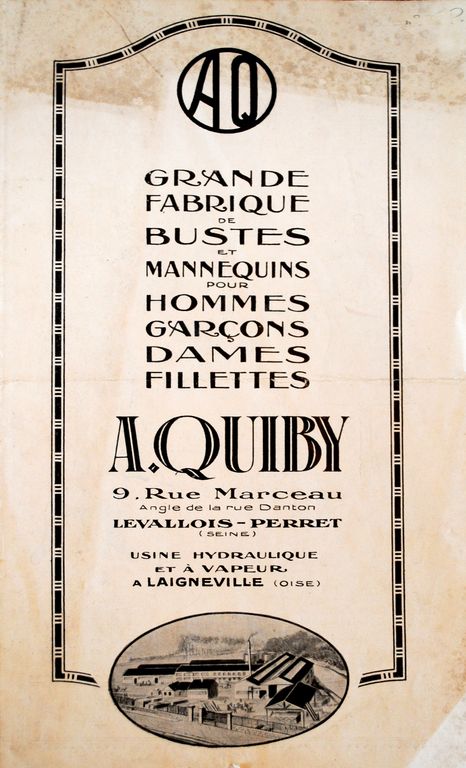 AQ
GRANDE
FABRIQUE
DE
BUSTES
ET
MANNEQUINS
POUR
HOMMES
GARÇONS
DAMES
FILLETTES
A. QUIBY
9, Rue Marceau
Angle de la rue Danton
LEVALLOIS-PERRET
(SEINE)
USINE HYDRAULIQUE
ET À VAPEUR
A LAIGNEVILLE (OISE)